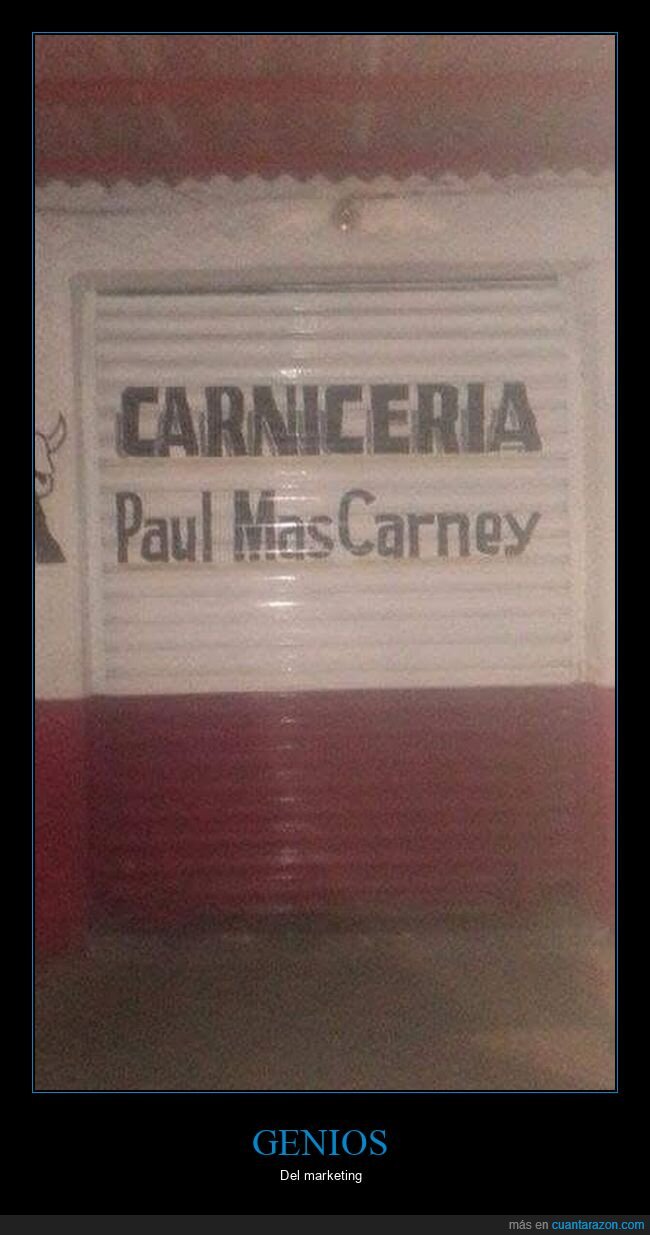 CARNICERIA
Paul MasCarney
GENIOS
Del marketing
más en cuantarazon.com